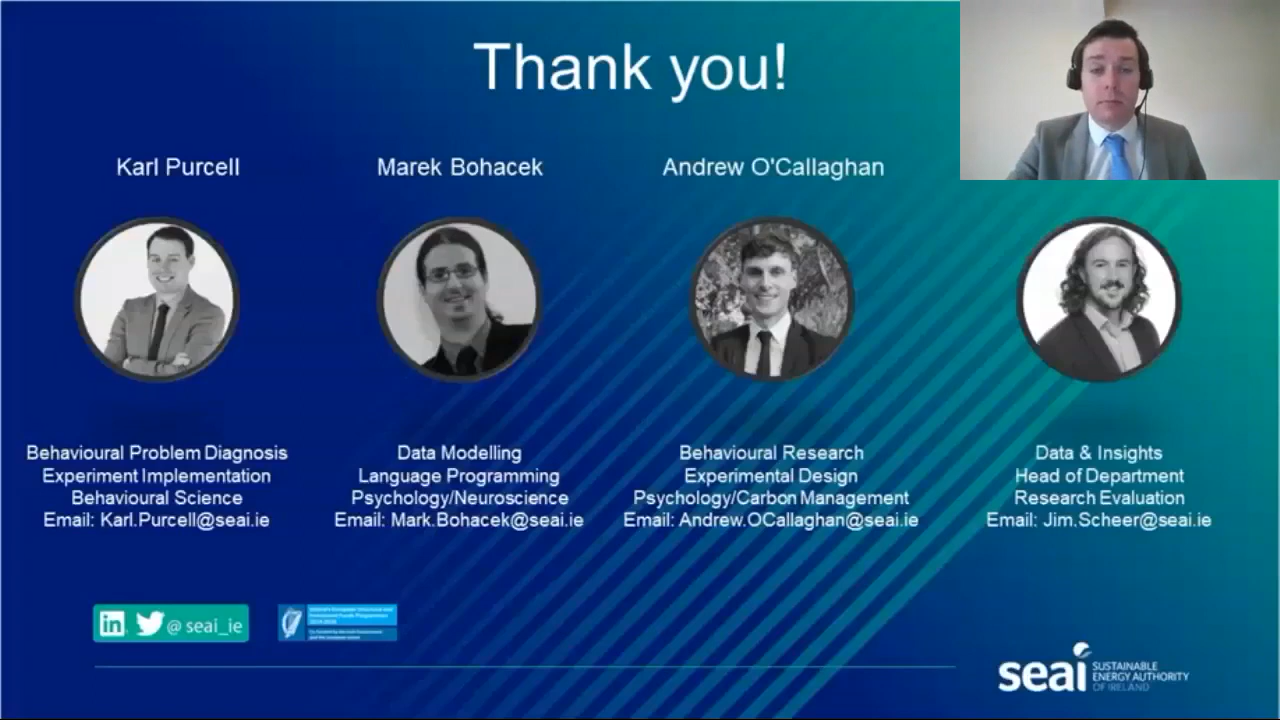 Thank you!
Karl Purcell
Marek Bohacek
Andrew O'Callaghan
Behavioural Problem Diagnosis
Experiment Implementation
Behavioural Science
Email: Karl.Purcell@seai.ie
Data Modelling
Language Programming
Psychology/Neuroscience
Email: Mark.Bohacek@seai.ie
Behavioural Research
Experimental Design
Psychology/Carbon Management
Email: Andrew.OCallaghan@seai.ie
Data & Insights
Head of Department
Research Evaluation
Email: Jim.Scheer@seai.ie
in
@ seai_ie
seai
SUSTAINABLE
ENERGY AUTHORITY
OF IRELAND